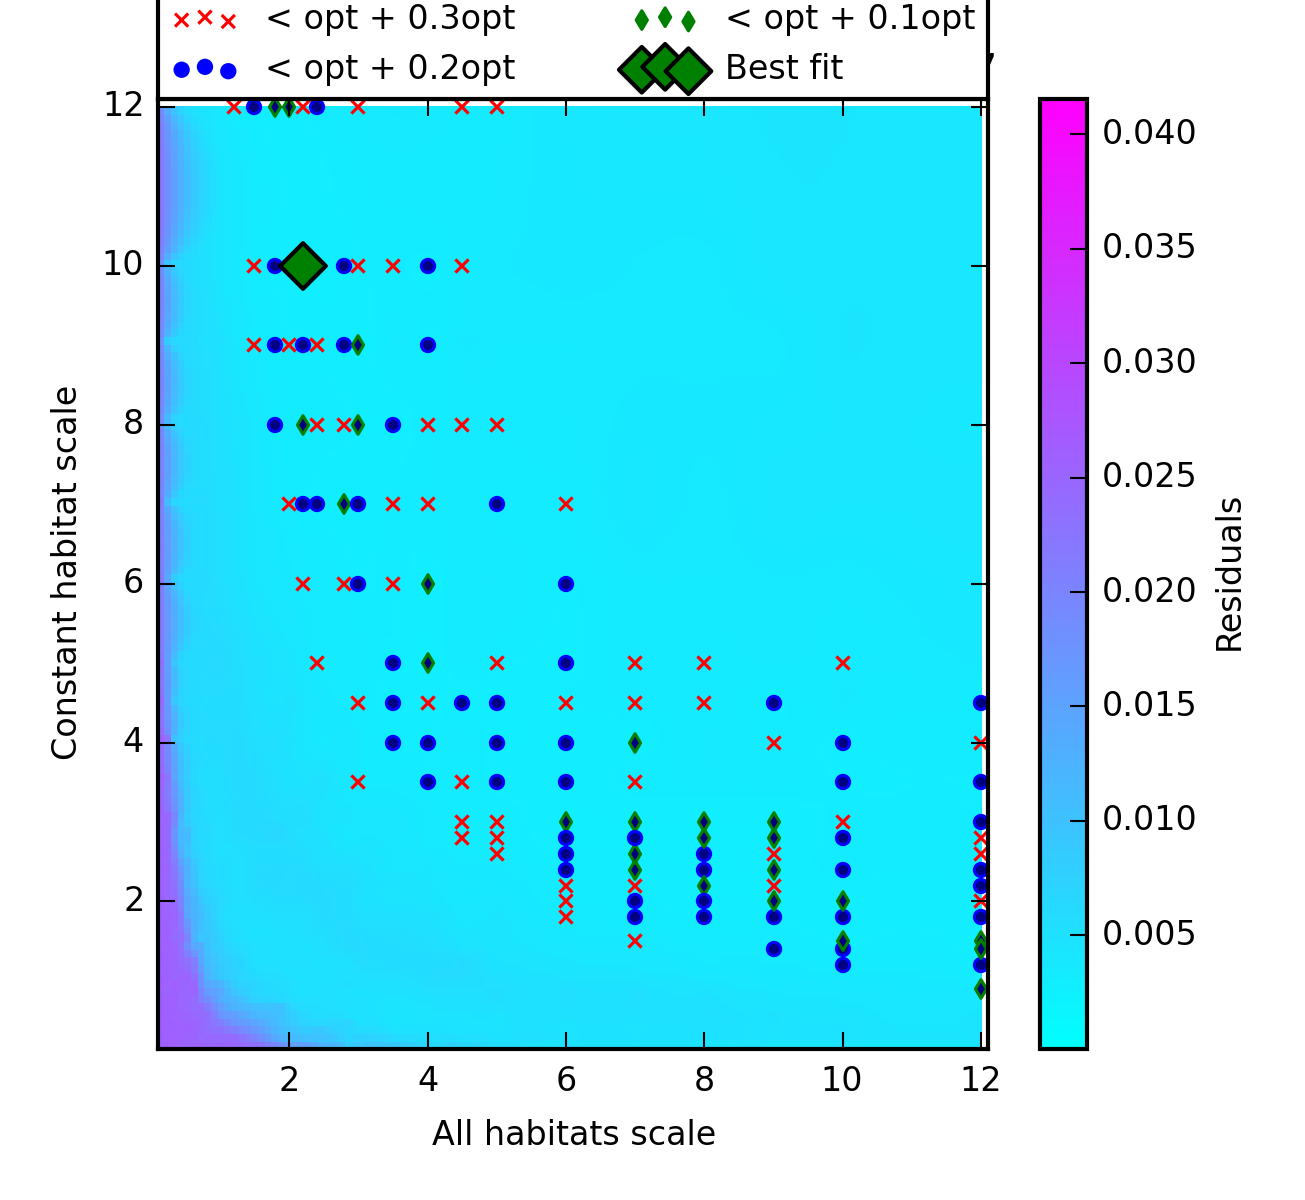 < opt + 0.3opt
< opt + 0.1opt
< opt + 0.2opt
Best fit
12
10
8
6
4
2
Constant habitat scale
2 4 6 8 10 12
All habitats scale
0.040
0.035
0.030
0.025
0.020
0.015
0.010
0.005
Residuals